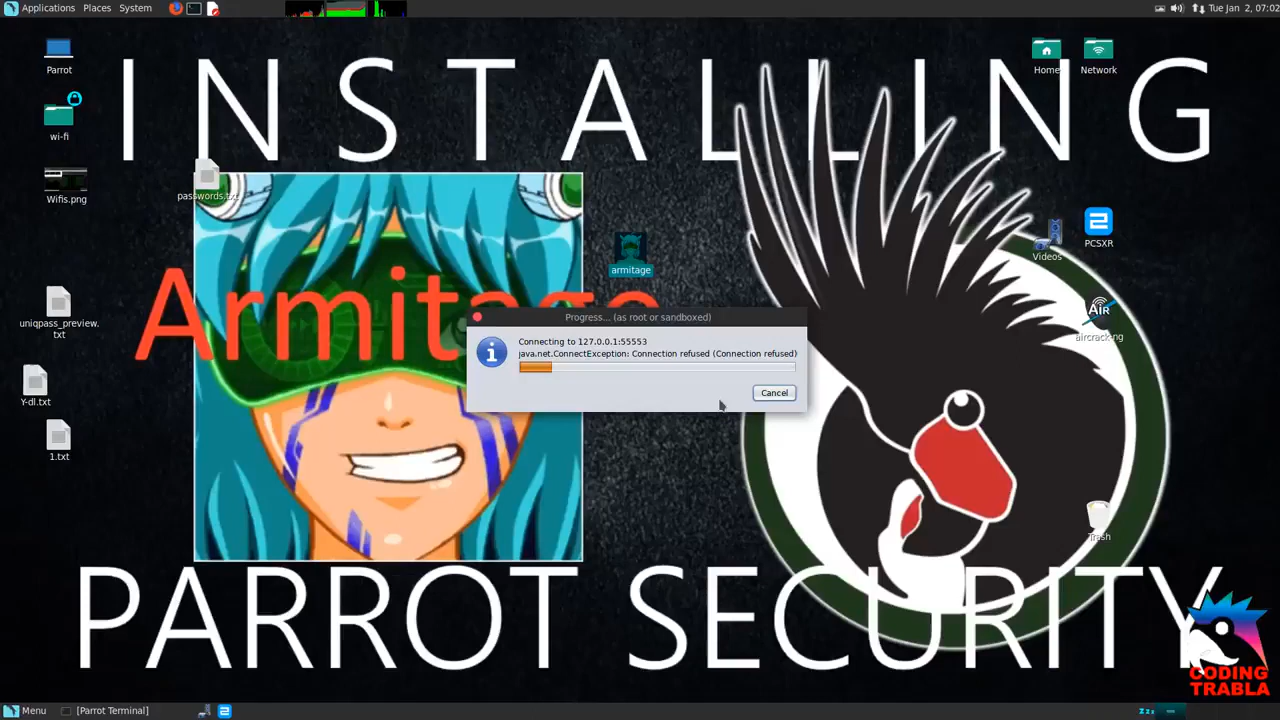 Applications Places System
Tue Jan 2, 07:02
INSTALLING
Parrot
Home
Network
wi-fi
Wifis.png
passwords.txt
PCSXR
Videos
armitage
Armitage
Progress... (as root or sandboxed)
Connecting to 127.0.0.1:55553
java.net.ConnectException: Connection refused (Connection refused)
Cancel
uniqpass_preview.
txt
AIR
aircrack-ng
Y-dl.txt
1.txt
Trash
PARROT SECURITY
CODING
TRABLA
Menu
[Parrot Terminal]
zzz